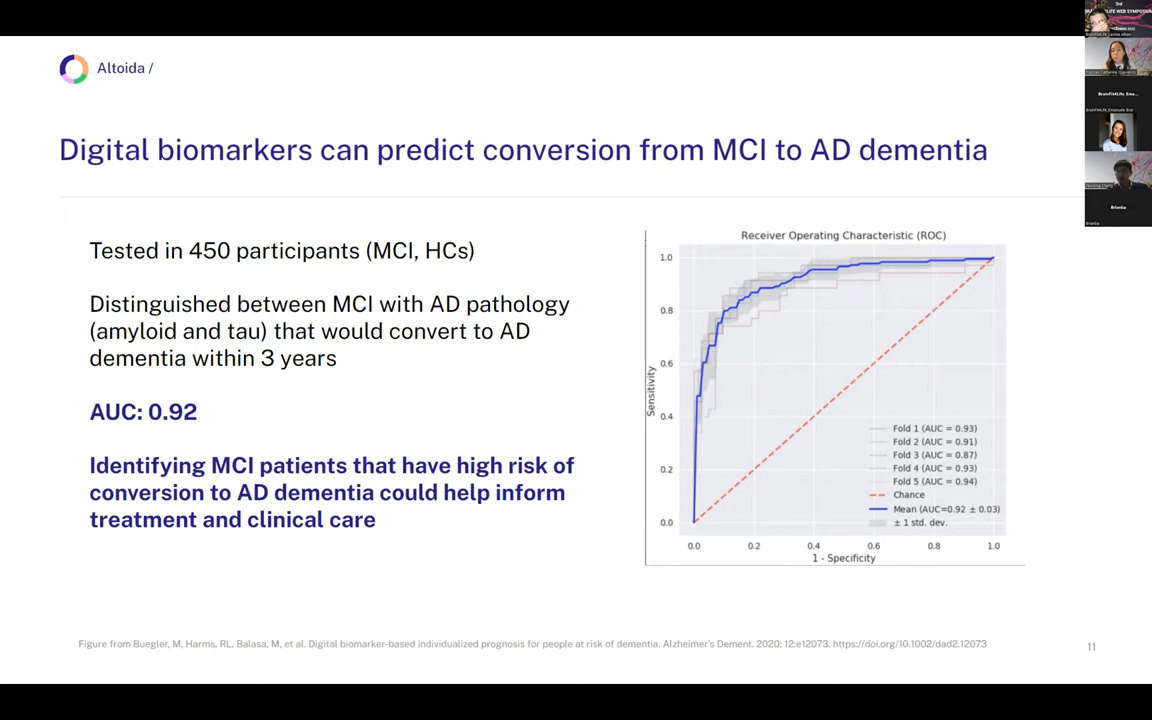 3rd
LIFE WEB SYMPOSIUM
Altoida /
Digital biomarkers can predict conversion from MCI to AD dementia
Tested in 450 participants (MCI, HCs)
Distinguished between MCI with AD pathology
(amyloid and tau) that would convert to AD
dementia within 3 years
AUC: 0.92
Identifying MCI patients that have high risk of
conversion to AD dementia could help inform
treatment and clinical care
Receiver Operating Characteristic (ROC)
1.0
0.8
0.6
0.4
0.2
0.0
Sensitivity
Fold 1 (AUC = 0.93)
Fold 2 (AUC = 0.91)
Fold 3 (AUC = 0.87)
Fold 4 (AUC = 0.93)
Fold 5 (AUC = 0.94)
Chance
Mean (AUC=0.92 ± 0.03)
± 1 std. dev.
0.0 0.2 0.4 0.6 0.8 1.0
1 - Specificity
Figure from Buegler, M, Harms, RL, Balasa, M, et al. Digital biomarker-based individualized prognosis for people at risk of dementia. Alzheimer's Dement. 2020; 12:e12073. https://doi.org/10.1002/dad2.12073
11
BrainFit4Life_Ema...
Brianba
Brianba